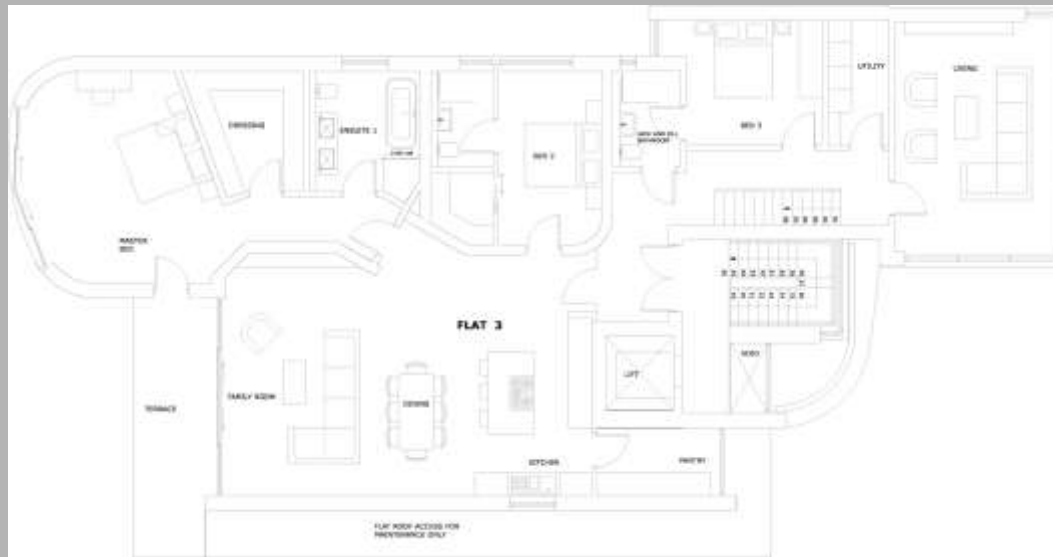 UTILITY
LIVING
DRESSING
ENSUITE 1
BED 3
BED 2
BATHROOM
MASTER
BED
FLAT 3
LIFT
FAMILY ROOM
DINING
TERRACE
KITCHEN
PANTRY
FLAT ROOF ACCESS FOR
MAINTENANCE ONLY